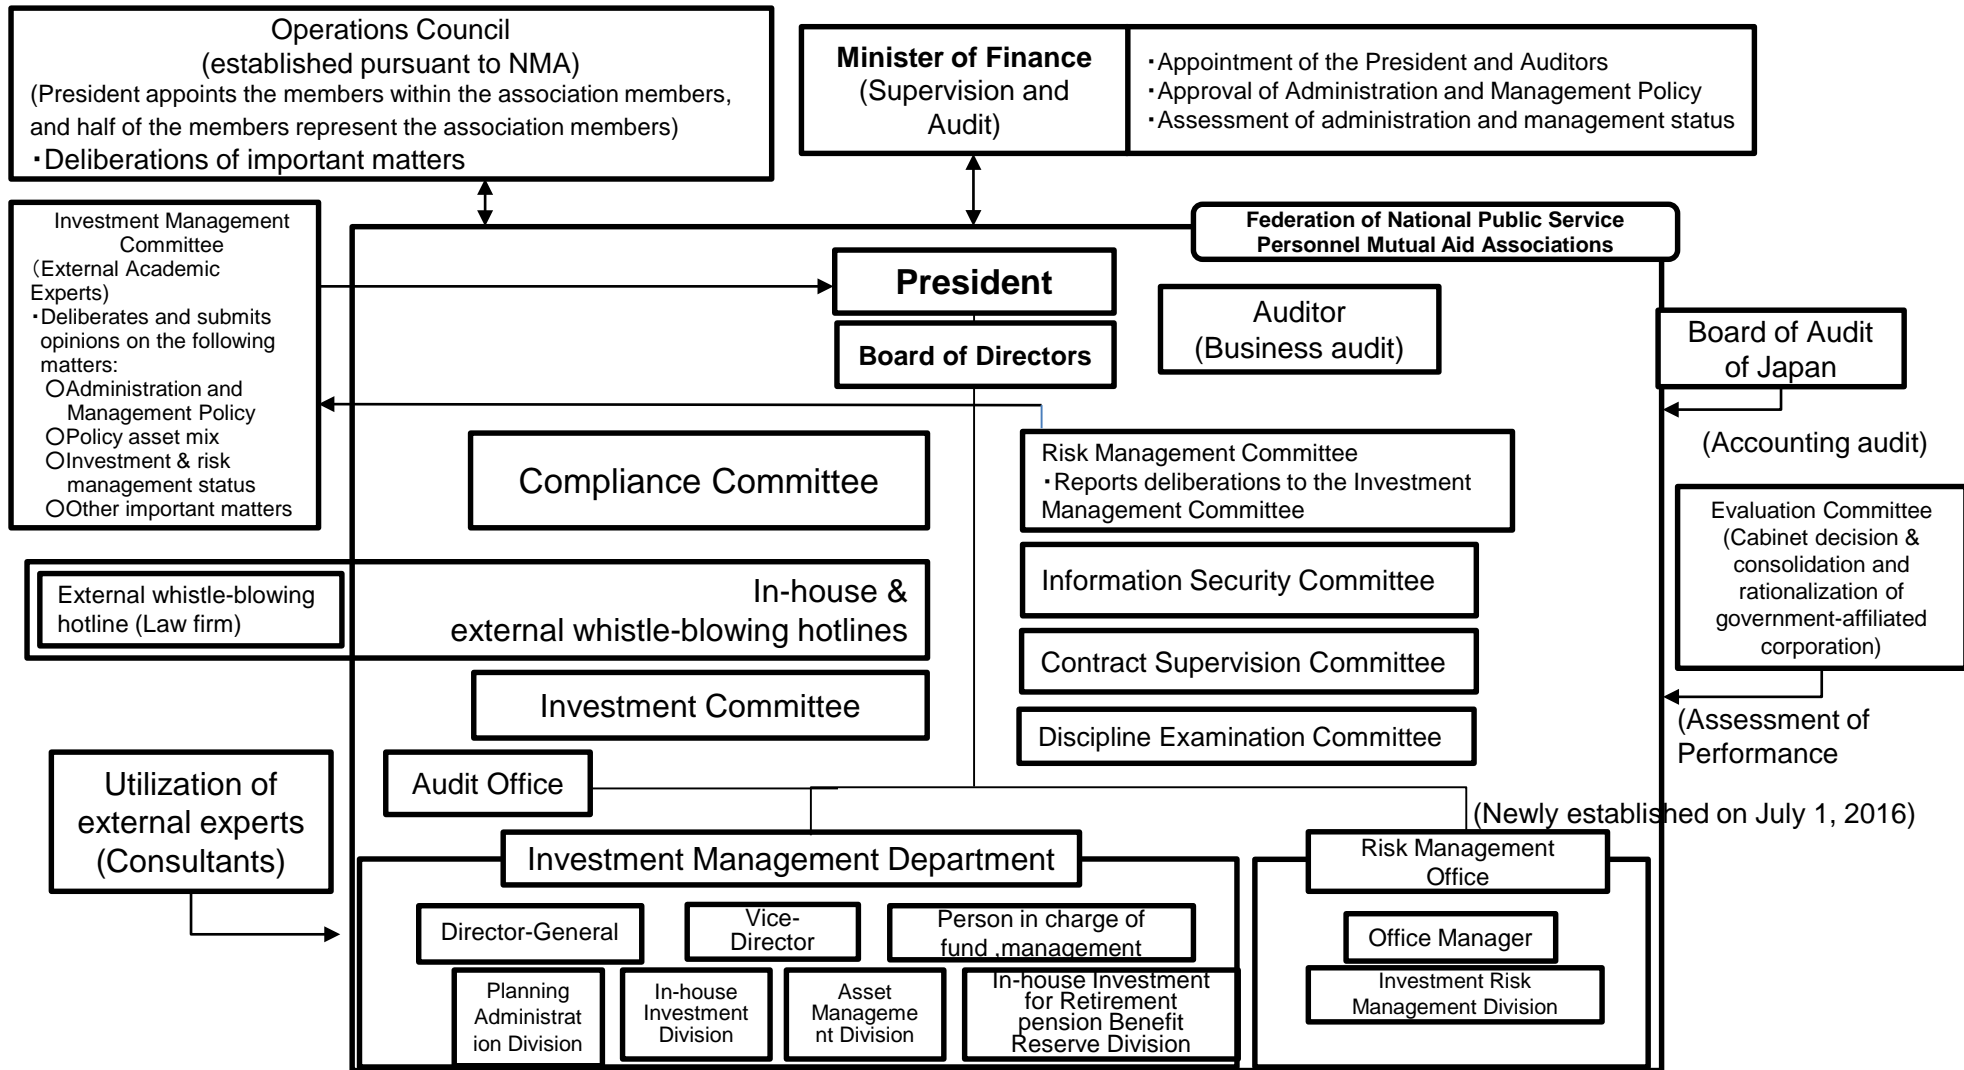 Operations Council
(established pursuant to NMA)
(President appoints the members within the association members,
and half of the members represent the association members)
・Deliberations of important matters
Minister of Finance
(Supervision and
Audit)
・Appointment of the President and Auditors
・Approval of Administration and Management Policy
・Assessment of administration and management status
Investment Management
Committee
（External Academic
Experts)
・Deliberates and submits
opinions on the following
matters:
○Administration and
Management Policy
○Policy asset mix
○Investment & risk
management status
○Other important matters
Federation of National Public Service
Personnel Mutual Aid Associations
President
Board of Directors
Auditor
(Business audit)
Board of Audit
of Japan
(Accounting audit)
Compliance Committee
Risk Management Committee
・Reports deliberations to the Investment
Management Committee
Evaluation Committee
(Cabinet decision &
consolidation and
rationalization of
government-affiliated
corporation)
External whistle-blowing
hotline (Law firm)
In-house &
external whistle-blowing hotlines
Information Security Committee
Contract Supervision Committee
Investment Committee
Discipline Examination Committee
(Assessment of
Performance
Utilization of
external experts
(Consultants)
Audit Office
(Newly established on July 1, 2016)
Investment Management Department
Risk Management
Office
Director-General
Vice-
Director
Person in charge of
fund ,management
Office Manager
Planning
Administrat
ion Division
In-house
Investment
Division
Asset
Manageme
nt Division
In-house Investment
for Retirement
pension Benefit
Reserve Division
Investment Risk
Management Division